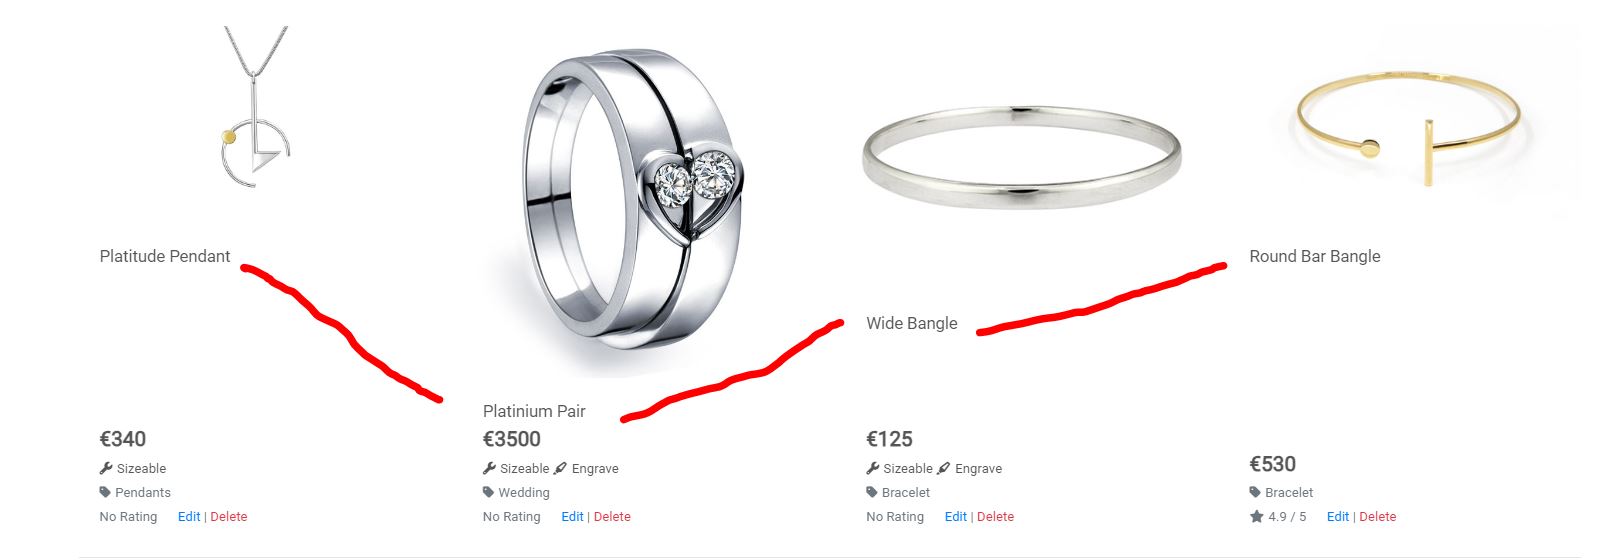 Platitude Pendant
€340
Sizeable
Pendants
No Rating Edit | Delete
Platinium Pair
€3500
Sizeable Engrave
Wedding
No Rating Edit | Delete
Wide Bangle
€125
Sizeable Engrave
Bracelet
No Rating Edit | Delete
Round Bar Bangle
€530
Bracelet
4.9 / 5 Edit | Delete